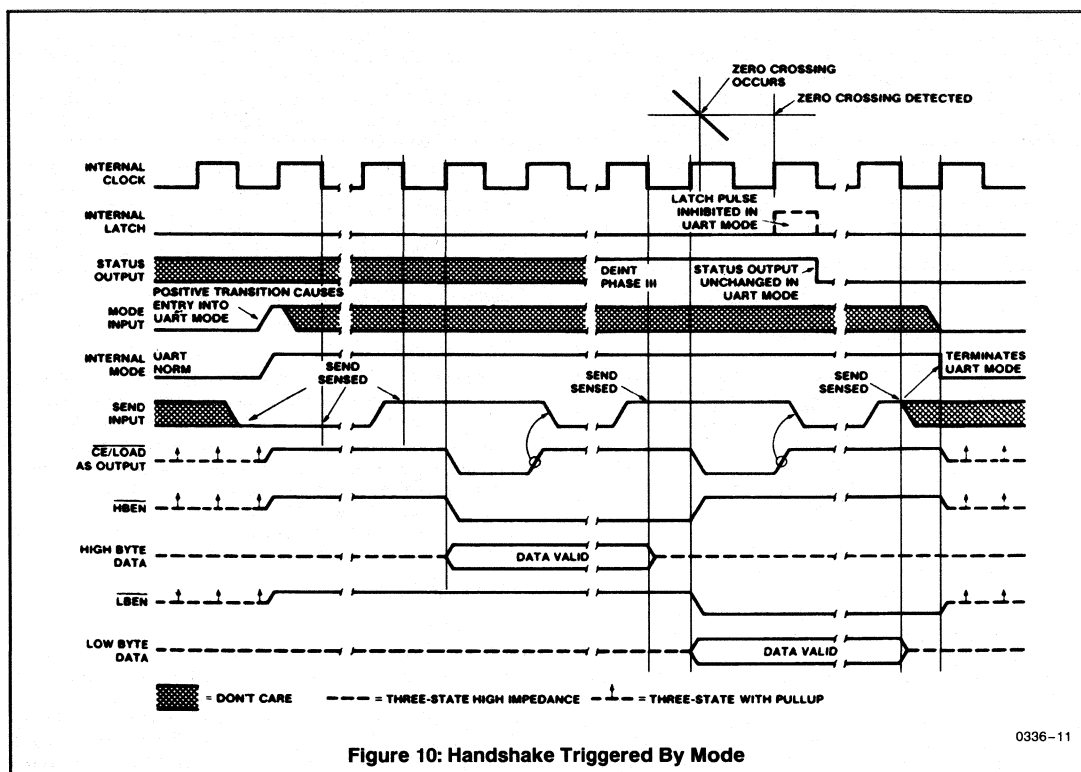 ZERO CROSSING
OCCURS
ZERO CROSSING DETECTED
INTERNAL
CLOCK
LATCH PULSE
INHIBITED IN
UART MODE
INTERNAL
LATCH
STATUS
OUTPUT
DEINT
PHASE III
STATUS OUTPUT
UNCHANGED IN
UART MODE
POSITIVE TRANSITION CAUSES
ENTRY INTO
UART MODE
MODE
INPUT
INTERNAL
MODE
UART
NORM
SEND
SENSED
SEND
SENSED
SEND
SENSED
TERMINATES
UART MODE
SEND
INPUT
CE/LOAD
AS OUTPUT
HBEN
HIGH BYTE
DATA
DATA VALID
LBEN
LOW BYTE
DATA
DATA VALID
= DON'T CARE
= THREE-STATE HIGH IMPEDANCE
= THREE-STATE WITH PULLUP
0336-11
Figure 10: Handshake Triggered By Mode